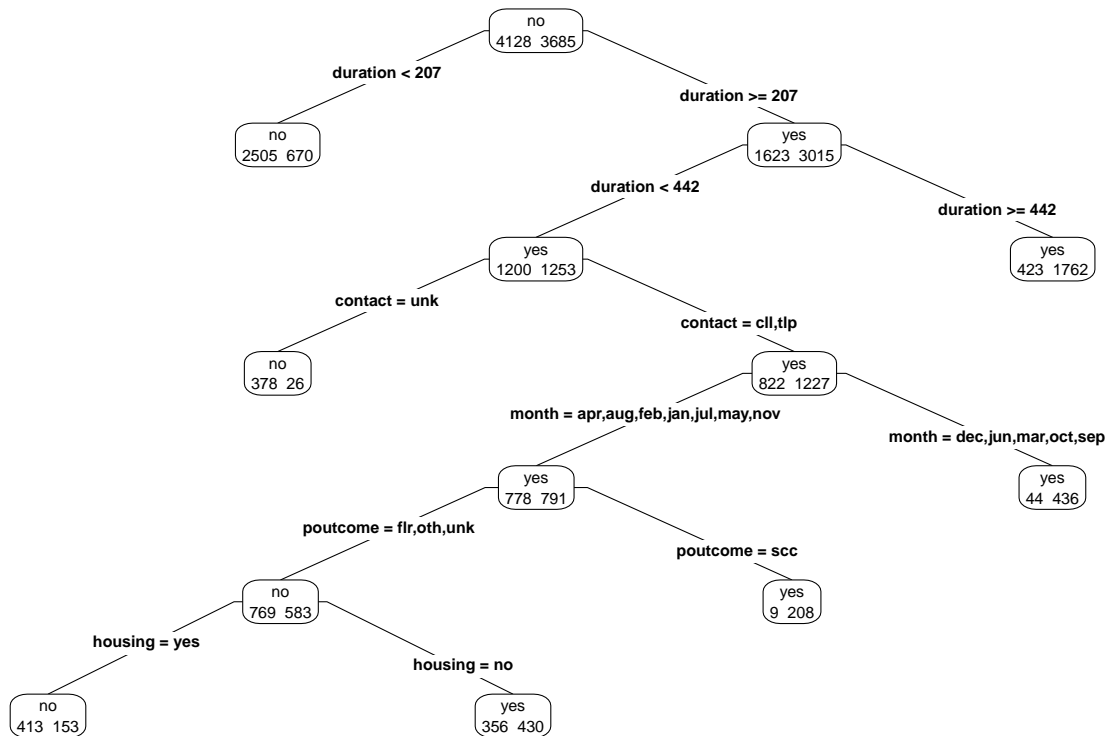 no
4128 3685
duration < 207
duration >= 207
no
2505 670
yes
1623 3015
duration < 442
duration >= 442
yes
1200 1253
yes
423 1762
contact = unk
contact = cll,tlp
no
378 26
yes
822 1227
month = apr,aug,feb,jan,jul,may,nov
month = dec,jun,mar,oct,sep
yes
778 791
yes
44 436
poutcome = flr,oth,unk
poutcome = scc
no
769 583
yes
9 208
housing = yes
housing = no
no
413 153
yes
356 430